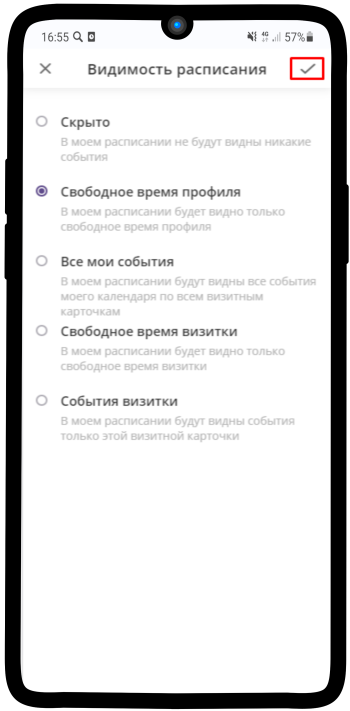 16:55 57%
Видимость расписания
Скрыто
В моем расписании не будут видны никакие
события
Свободное время профиля
В моем расписании будет видно только
свободное время профиля
Все мои события
В моем расписании будут видны все события
моего календаря по всем визитным
карточкам
Свободное время визитки
В моем расписании будет видно только
свободное время визитки
События визитки
В моем расписании будут видны события
только этой визитной карточки